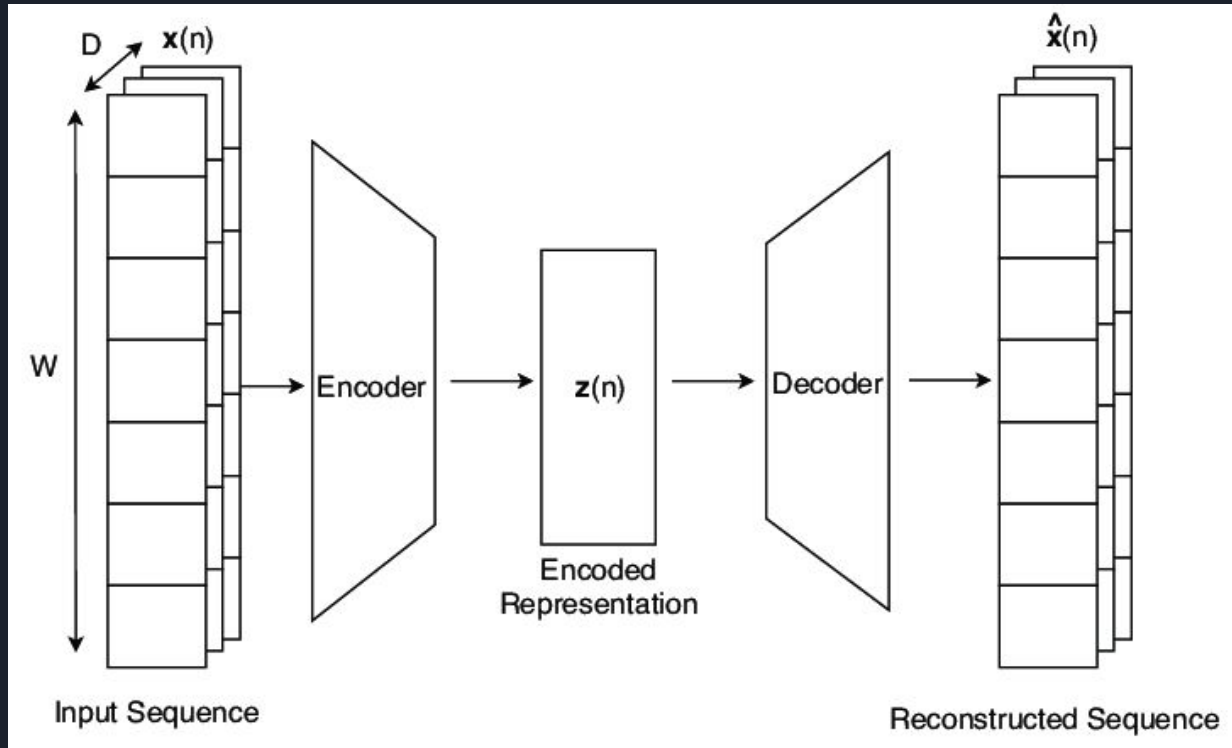 D
x(n)
x̂(n)
W
Encoder
z(n)
Decoder
Encoded
Representation
Input Sequence
Reconstructed Sequence